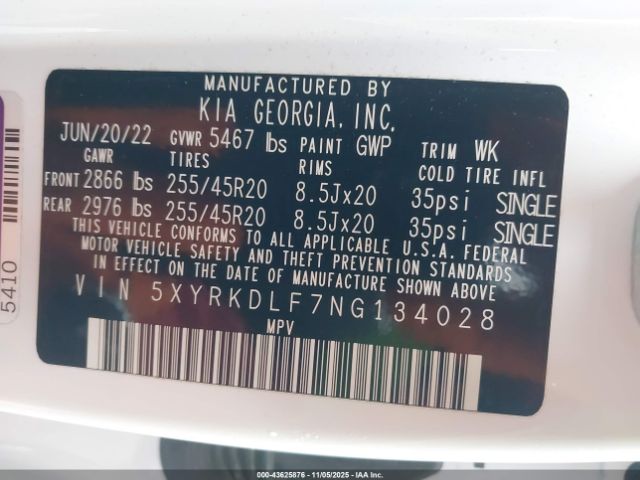 MANUFACTURED BY
KIA GEORGIA, INC.
JUN/20/22 GVWR 5467 lbs PAINT GWP TRIM WK
GAWR TIRES RIMS COLD TIRE INFL
FRONT 2866 lbs 255/45R20 8.5Jx20 35psi SINGLE
REAR 2976 lbs 255/45R20 8.5Jx20 35psi SINGLE
THIS VEHICLE CONFORMS TO ALL APPLICABLE U.S.A. FEDERAL
MOTOR VEHICLE SAFETY AND THEFT PREVENTION STANDARDS
IN EFFECT ON THE DATE OF MANUFACTURE SHOWN ABOVE.
VIN 5XYRKDLF7NG134028
MPV
5410
000-43625876 - 11/05/2025 - IAA Inc.